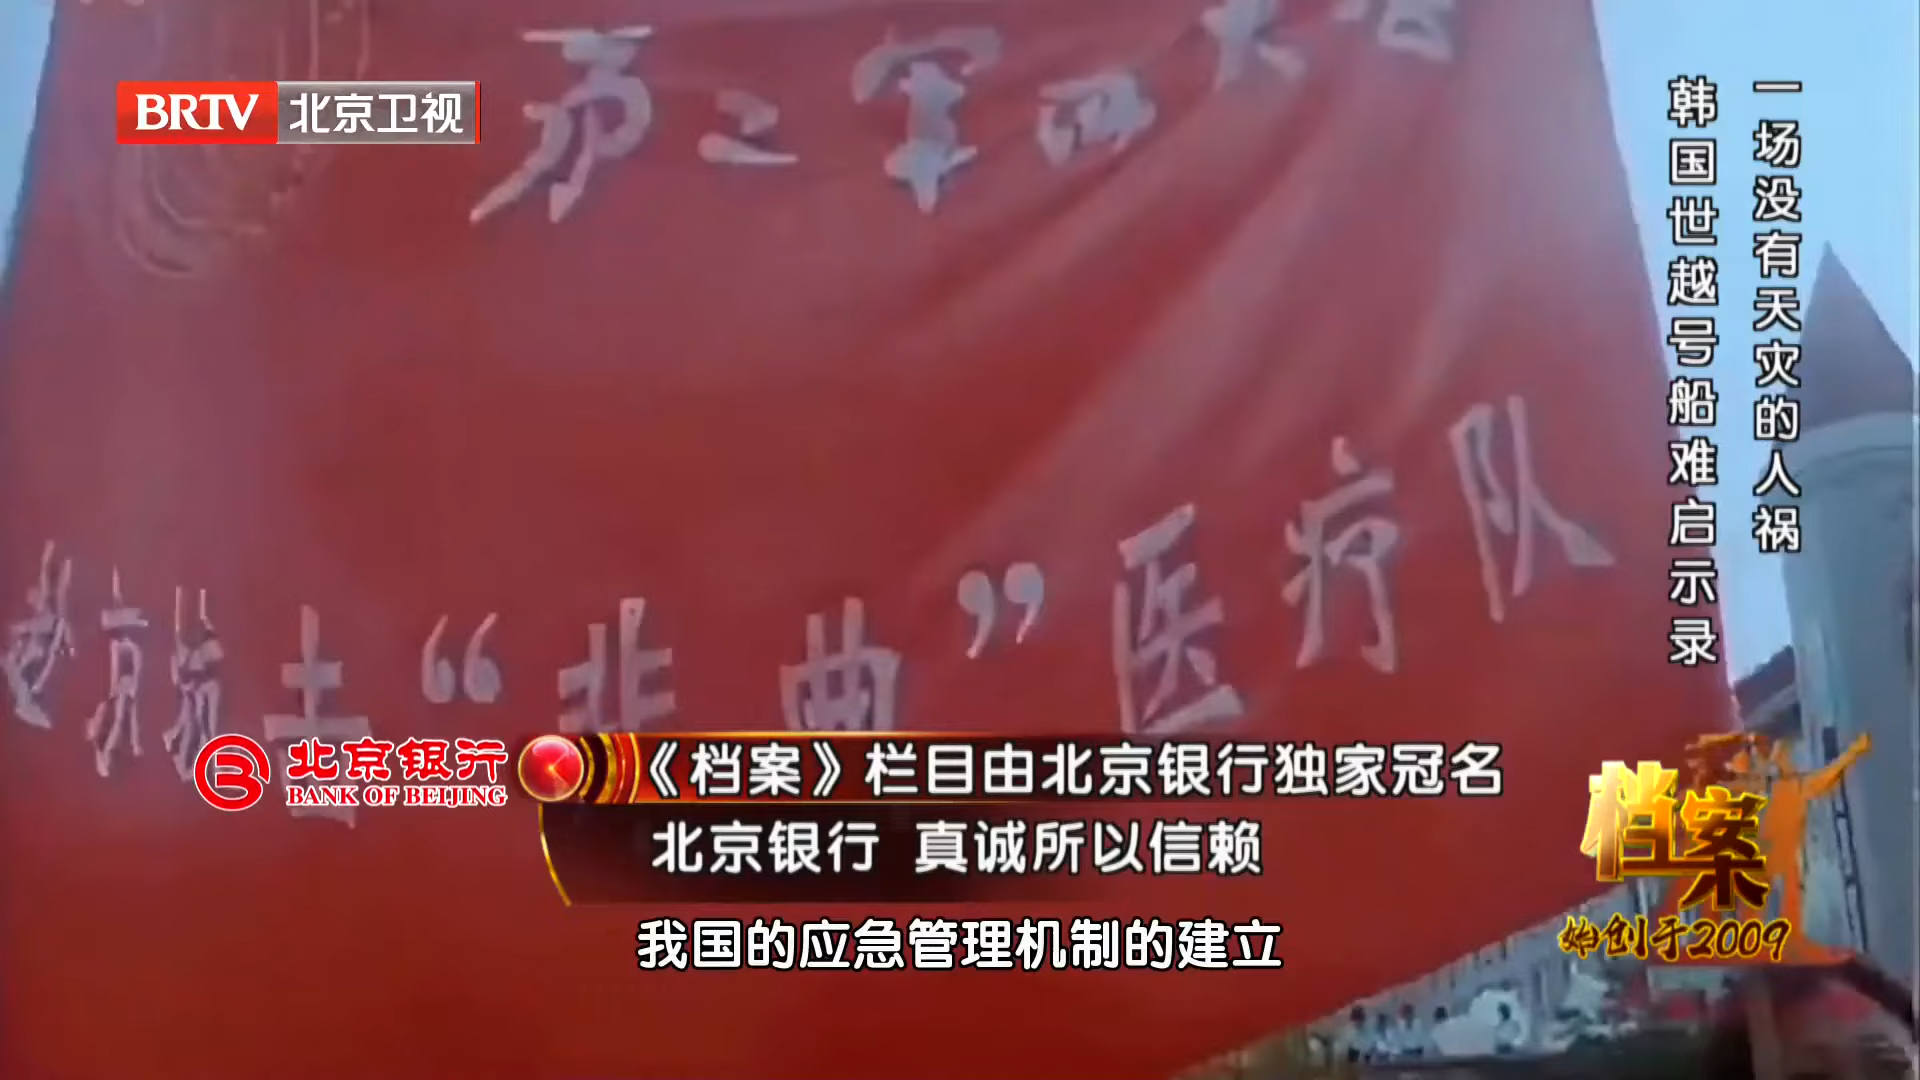 第二军医大学
赴京抗击“非典”医疗队
BRTV 北京卫视
一场没有天灾的人祸
韩国世越号船难启示录
北京银行
BANK OF BEIJING
《档案》栏目由北京银行独家冠名
北京银行 真诚所以信赖
档案
始创于2009
我国的应急管理机制的建立